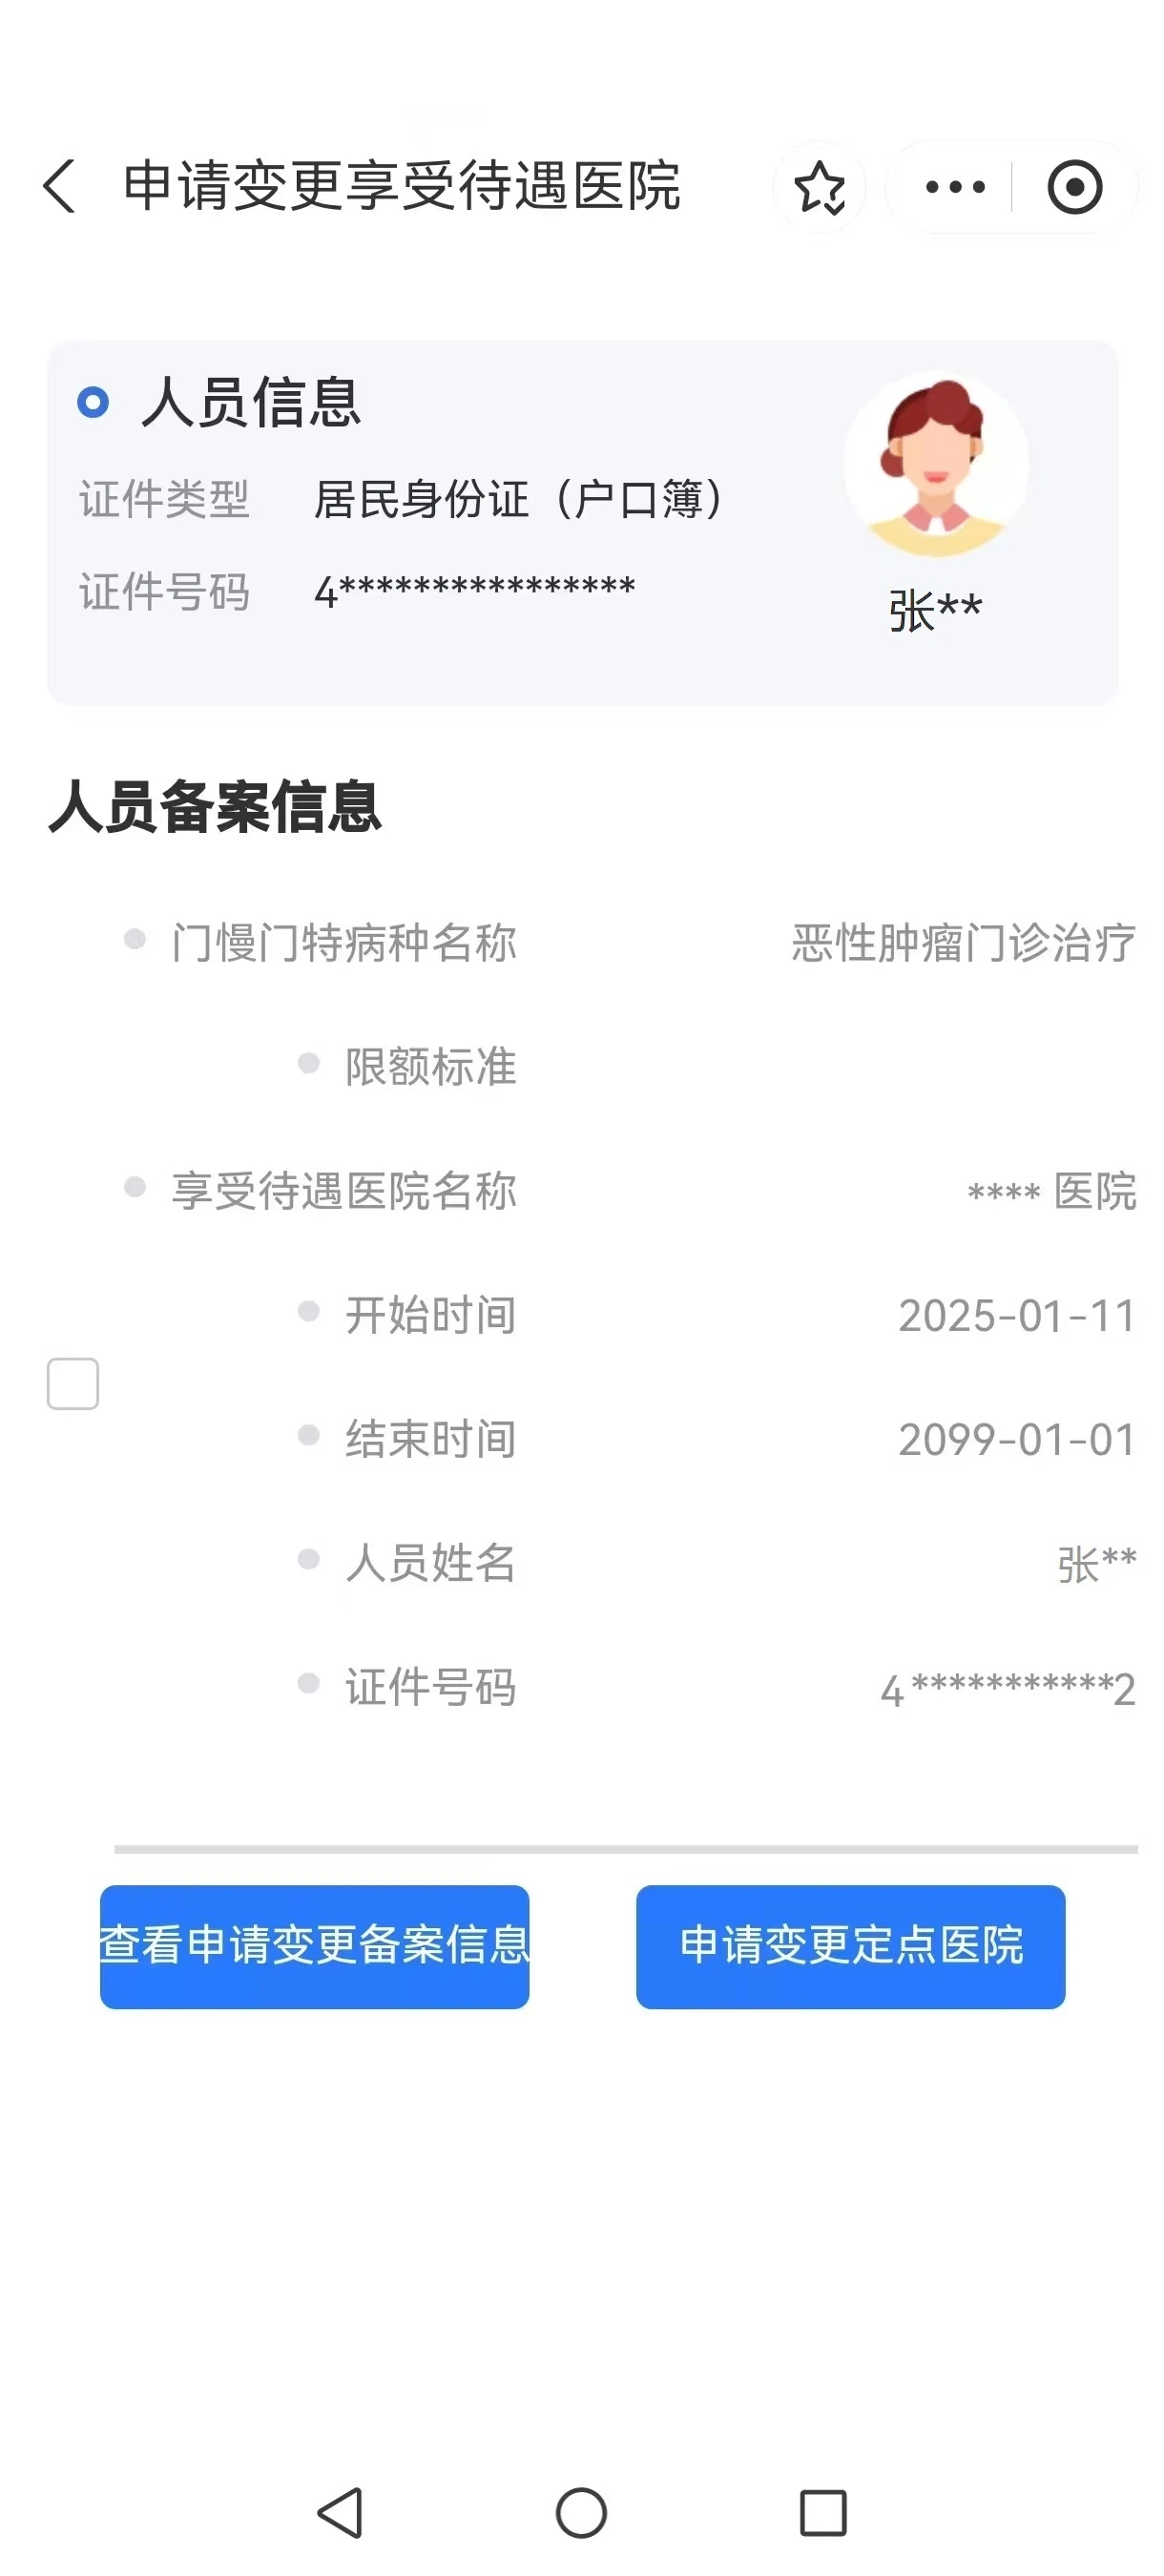 申请变更享受待遇医院
人员信息
证件类型 居民身份证（户口簿）
证件号码 4****************
张**
人员备案信息
门慢门特病种名称 恶性肿瘤门诊治疗
限额标准
享受待遇医院名称 **** 医院
开始时间 2025-01-11
结束时间 2099-01-01
人员姓名 张**
证件号码 4***********2
查看申请变更备案信息 申请变更定点医院